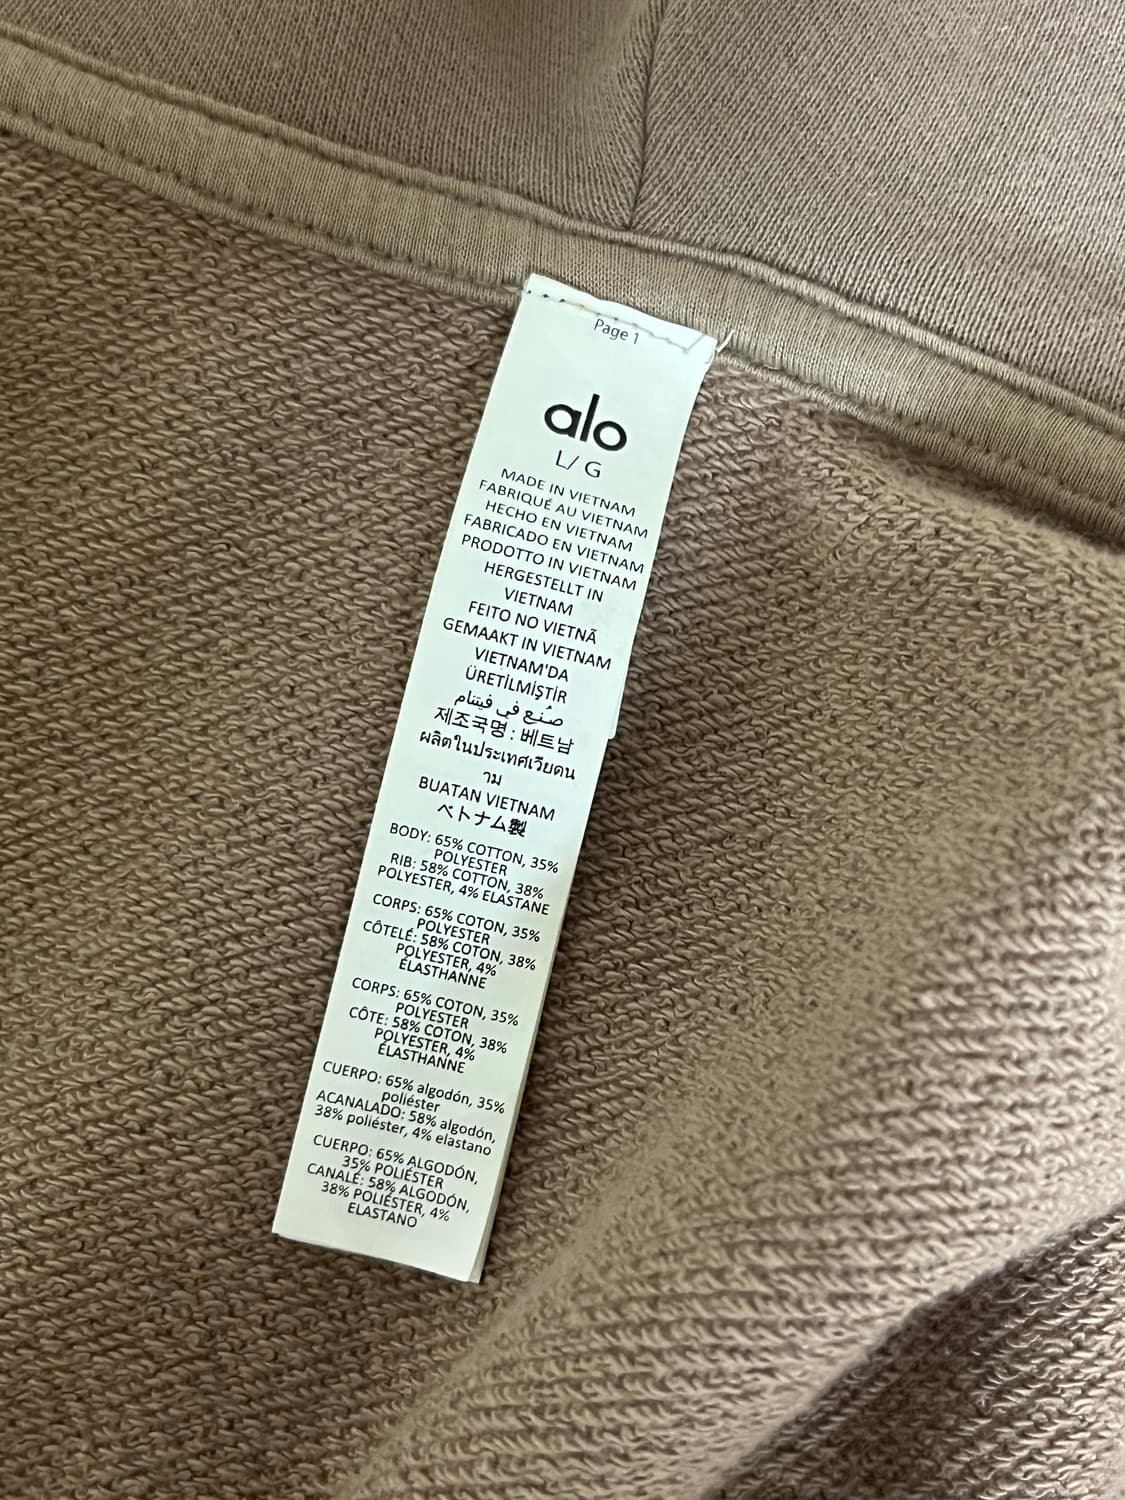 Page 1
alo
L/ G
MADE IN VIETNAM
FABRIQUÉ AU VIETNAM
HECHO EN VIETNAM
FABRICADO EN VIETNAM
PRODOTTO IN VIETNAM
HERGESTELLT IN
VIETNAM
FEITO NO VIETNÃ
GEMAAKT IN VIETNAM
VIETNAM'DA
ÜRETİLMİŞTİR
صُنع في فيتنام
제조국명 : 베트남
ผลิตในประเทศเวียดน
าม
BUATAN VIETNAM
ベトナム製
BODY: 65% COTTON, 35%
POLYESTER
RIB: 58% COTTON, 38%
POLYESTER, 4% ELASTANE
CORPS: 65% COTON, 35%
POLYESTER
CÔTELÉ: 58% COTON, 38%
POLYESTER, 4%
ÉLASTHANNE
CORPS: 65% COTON, 35%
POLYESTER
CÔTE: 58% COTON, 38%
POLYESTER, 4%
ÉLASTHANNE
CUERPO: 65% algodón, 35%
poliéster
ACANALADO: 58% algodón,
38% poliéster, 4% elastano
CUERPO: 65% ALGODÓN,
35% POLIÉSTER
CANALÉ: 58% ALGODÓN,
38% POLIÉSTER, 4%
ELASTANO